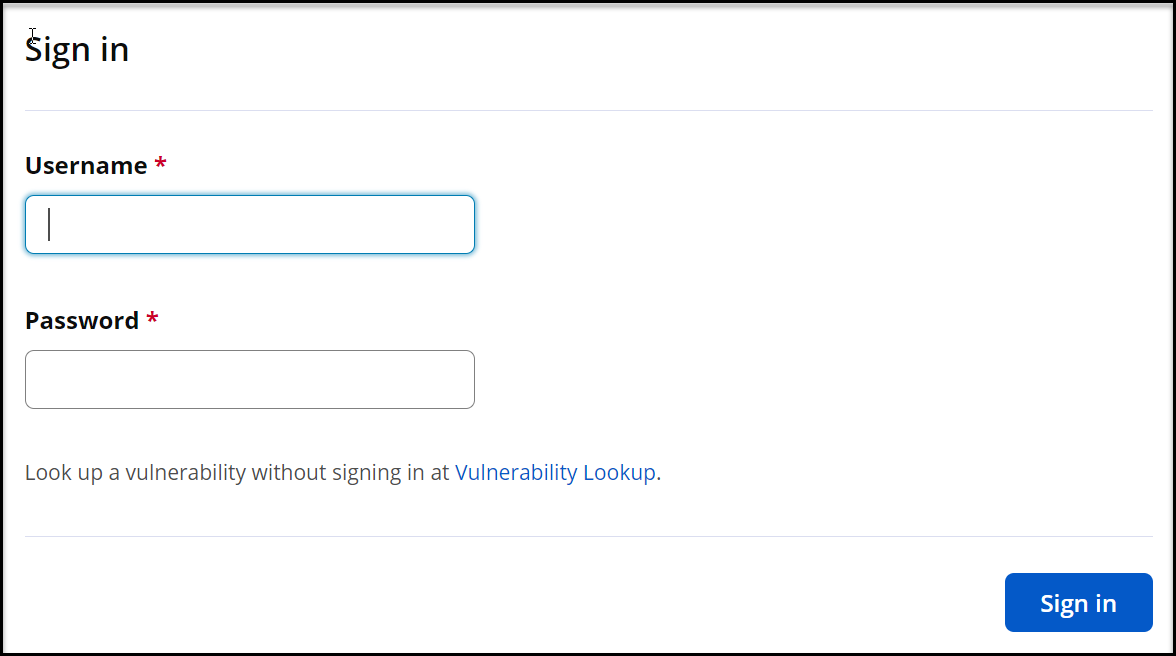 Sign in
Username *
Password *
Look up a vulnerability without signing in at Vulnerability Lookup.
Sign in